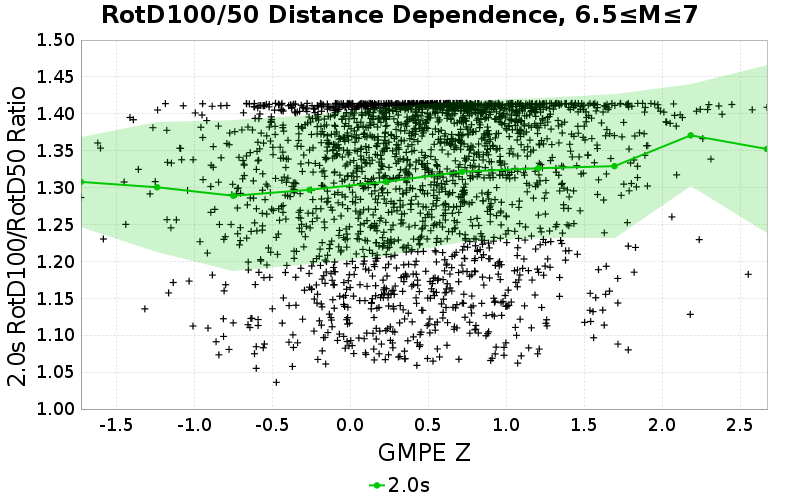 RotD100/50 Distance Dependence, 6.5≤M≤7
2.0s RotD100/RotD50 Ratio
1.50
1.45
1.40
1.35
1.30
1.25
1.20
1.15
1.10
1.05
1.00
-1.5 -1.0 -0.5 0.0 0.5 1.0 1.5 2.0 2.5
GMPE Z
2.0s